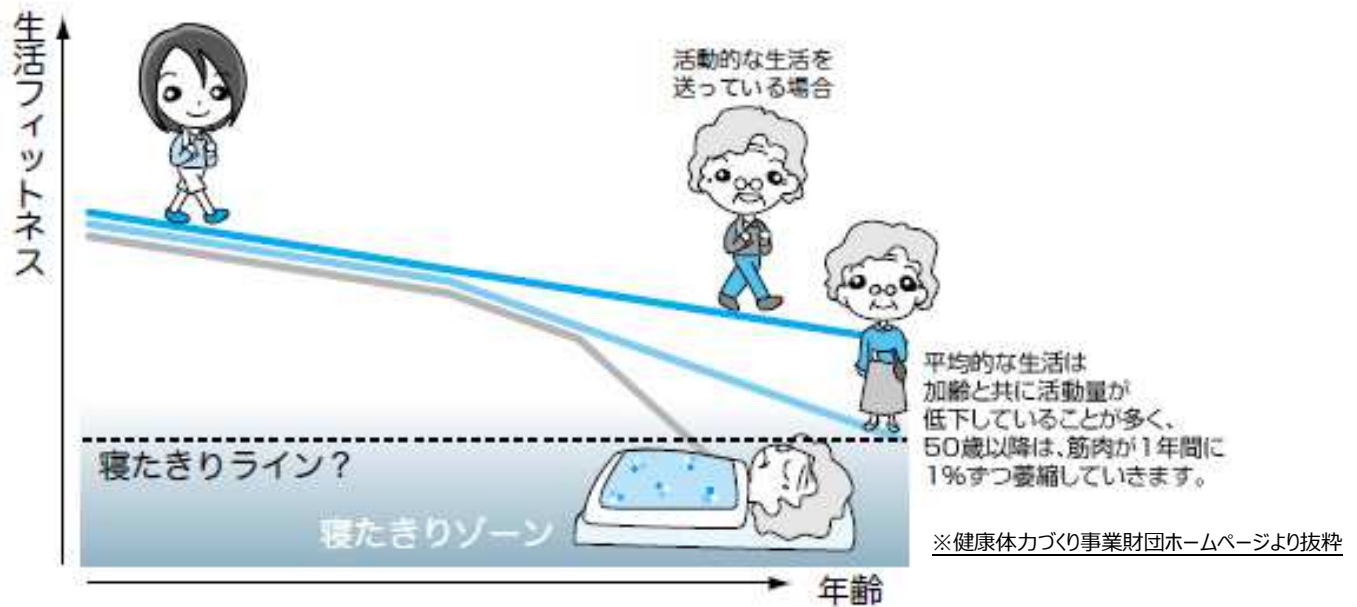 生活フィットネス
活動的な生活を
送っている場合
平均的な生活は
加齢と共に活動量が
低下していることが多く、
50歳以降は、筋肉が1年間に
1%ずつ萎縮していきます。
寝たきりライン？
寝たきりゾーン
※健康体力づくり事業財団ホームページより抜粋
年齢